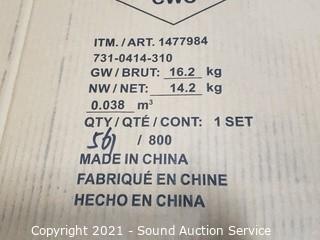 CWC
ITM. / ART. 1477984
731-0414-310
GW / BRUT: 16.2 kg
NW / NET: 14.2 kg
0.038 m³
QTY / QTÉ / CONT: 1 SET
561 / 800
MADE IN CHINA
FABRIQUÉ EN CHINE
HECHO EN CHINA
Copyright 2021 - Sound Auction Service